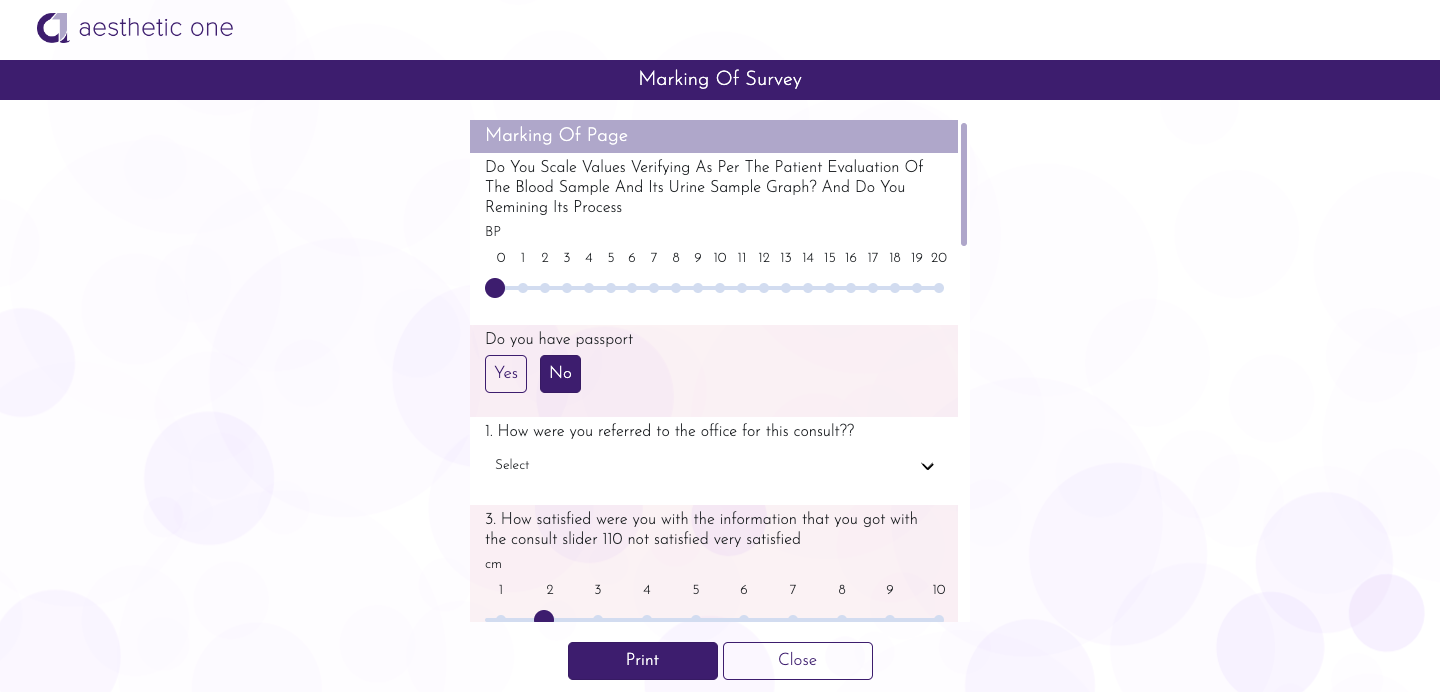 aesthetic one
Marking Of Survey
Marking Of Page
Do You Scale Values Verifying As Per The Patient Evaluation Of
The Blood Sample And Its Urine Sample Graph? And Do You
Remining Its Process
BP
0 1 2 3 4 5 6 7 8 9 10 11 12 13 14 15 16 17 18 19 20
Do you have passport
Yes No
1. How were you referred to the office for this consult??
Select
3. How satisfied were you with the information that you got with
the consult slider 110 not satisfied very satisfied
cm
1 2 3 4 5 6 7 8 9 10
Print Close